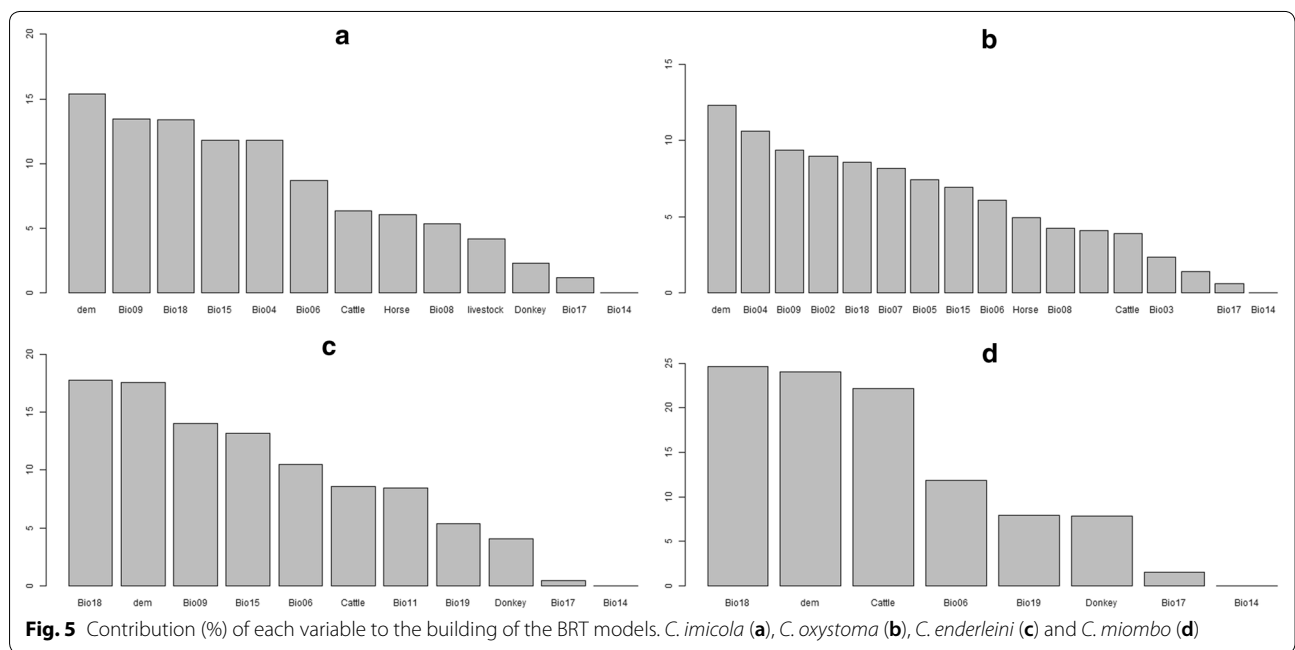 a
20
15
10
5
0
dem Bio09 Bio18 Bio15 Bio04 Bio06 Cattle Horse Bio08 livestock Donkey Bio17 Bio14
b
15
10
5
0
dem Bio04 Bio09 Bio02 Bio18 Bio07 Bio05 Bio15 Bio06 Horse Bio08 Cattle Bio03 Bio17 Bio14
c
20
15
10
5
0
Bio18 dem Bio09 Bio15 Bio06 Cattle Bio11 Bio19 Donkey Bio17 Bio14
d
25
20
15
10
5
0
Bio18 dem Cattle Bio06 Bio19 Donkey Bio17 Bio14
Fig. 5 Contribution (%) of each variable to the building of the BRT models. C. imicola (a), C. oxystoma (b), C. enderleini (c) and C. miombo (d)